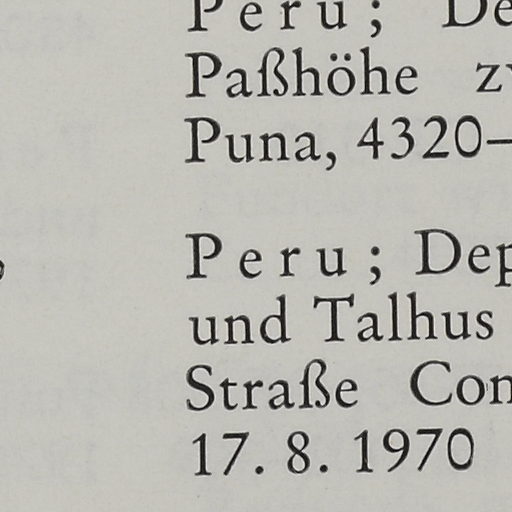 Peru; De
Paßhöhe z
Puna, 4320–
Peru; Dep
und Talhus
Straße Con
17. 8. 1970